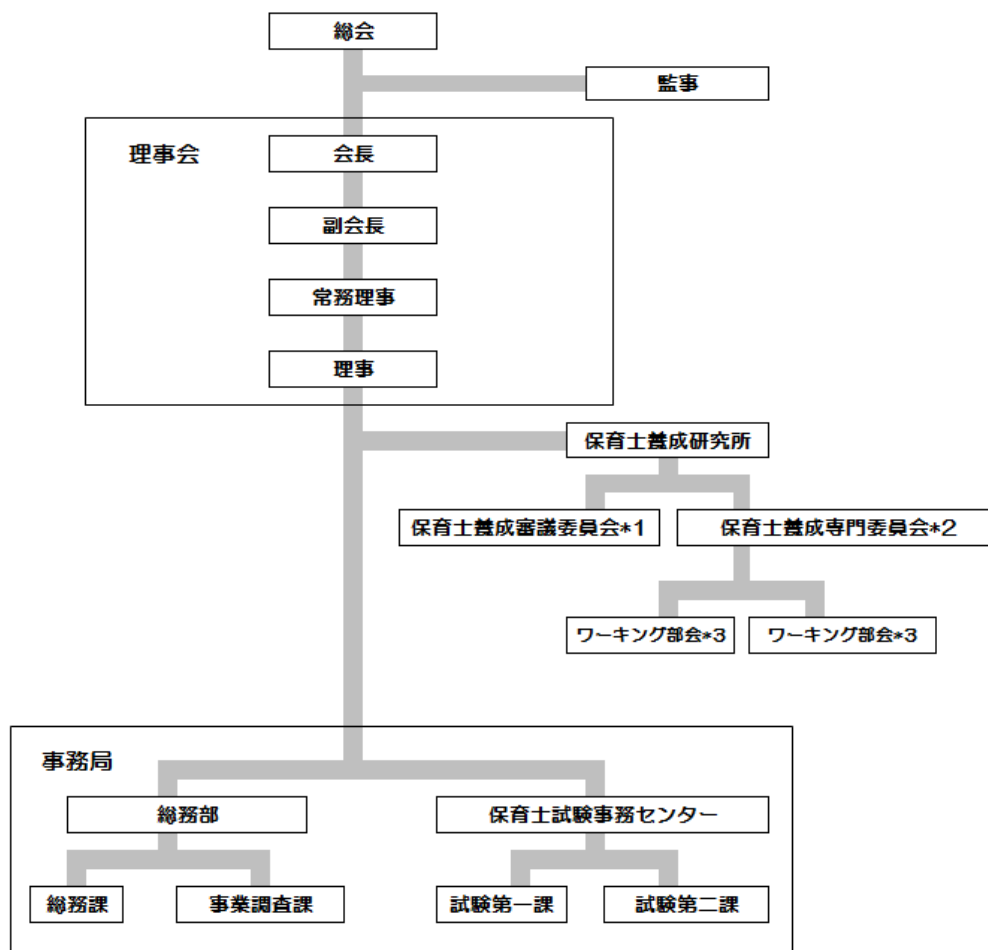 総会
監事
理事会
会長
副会長
常務理事
理事
保育士養成研究所
保育士養成審議委員会*1
保育士養成専門委員会*2
ワーキング部会*3
ワーキング部会*3
事務局
総務部
保育士試験事務センター
総務課
事業調査課
試験第一課
試験第二課